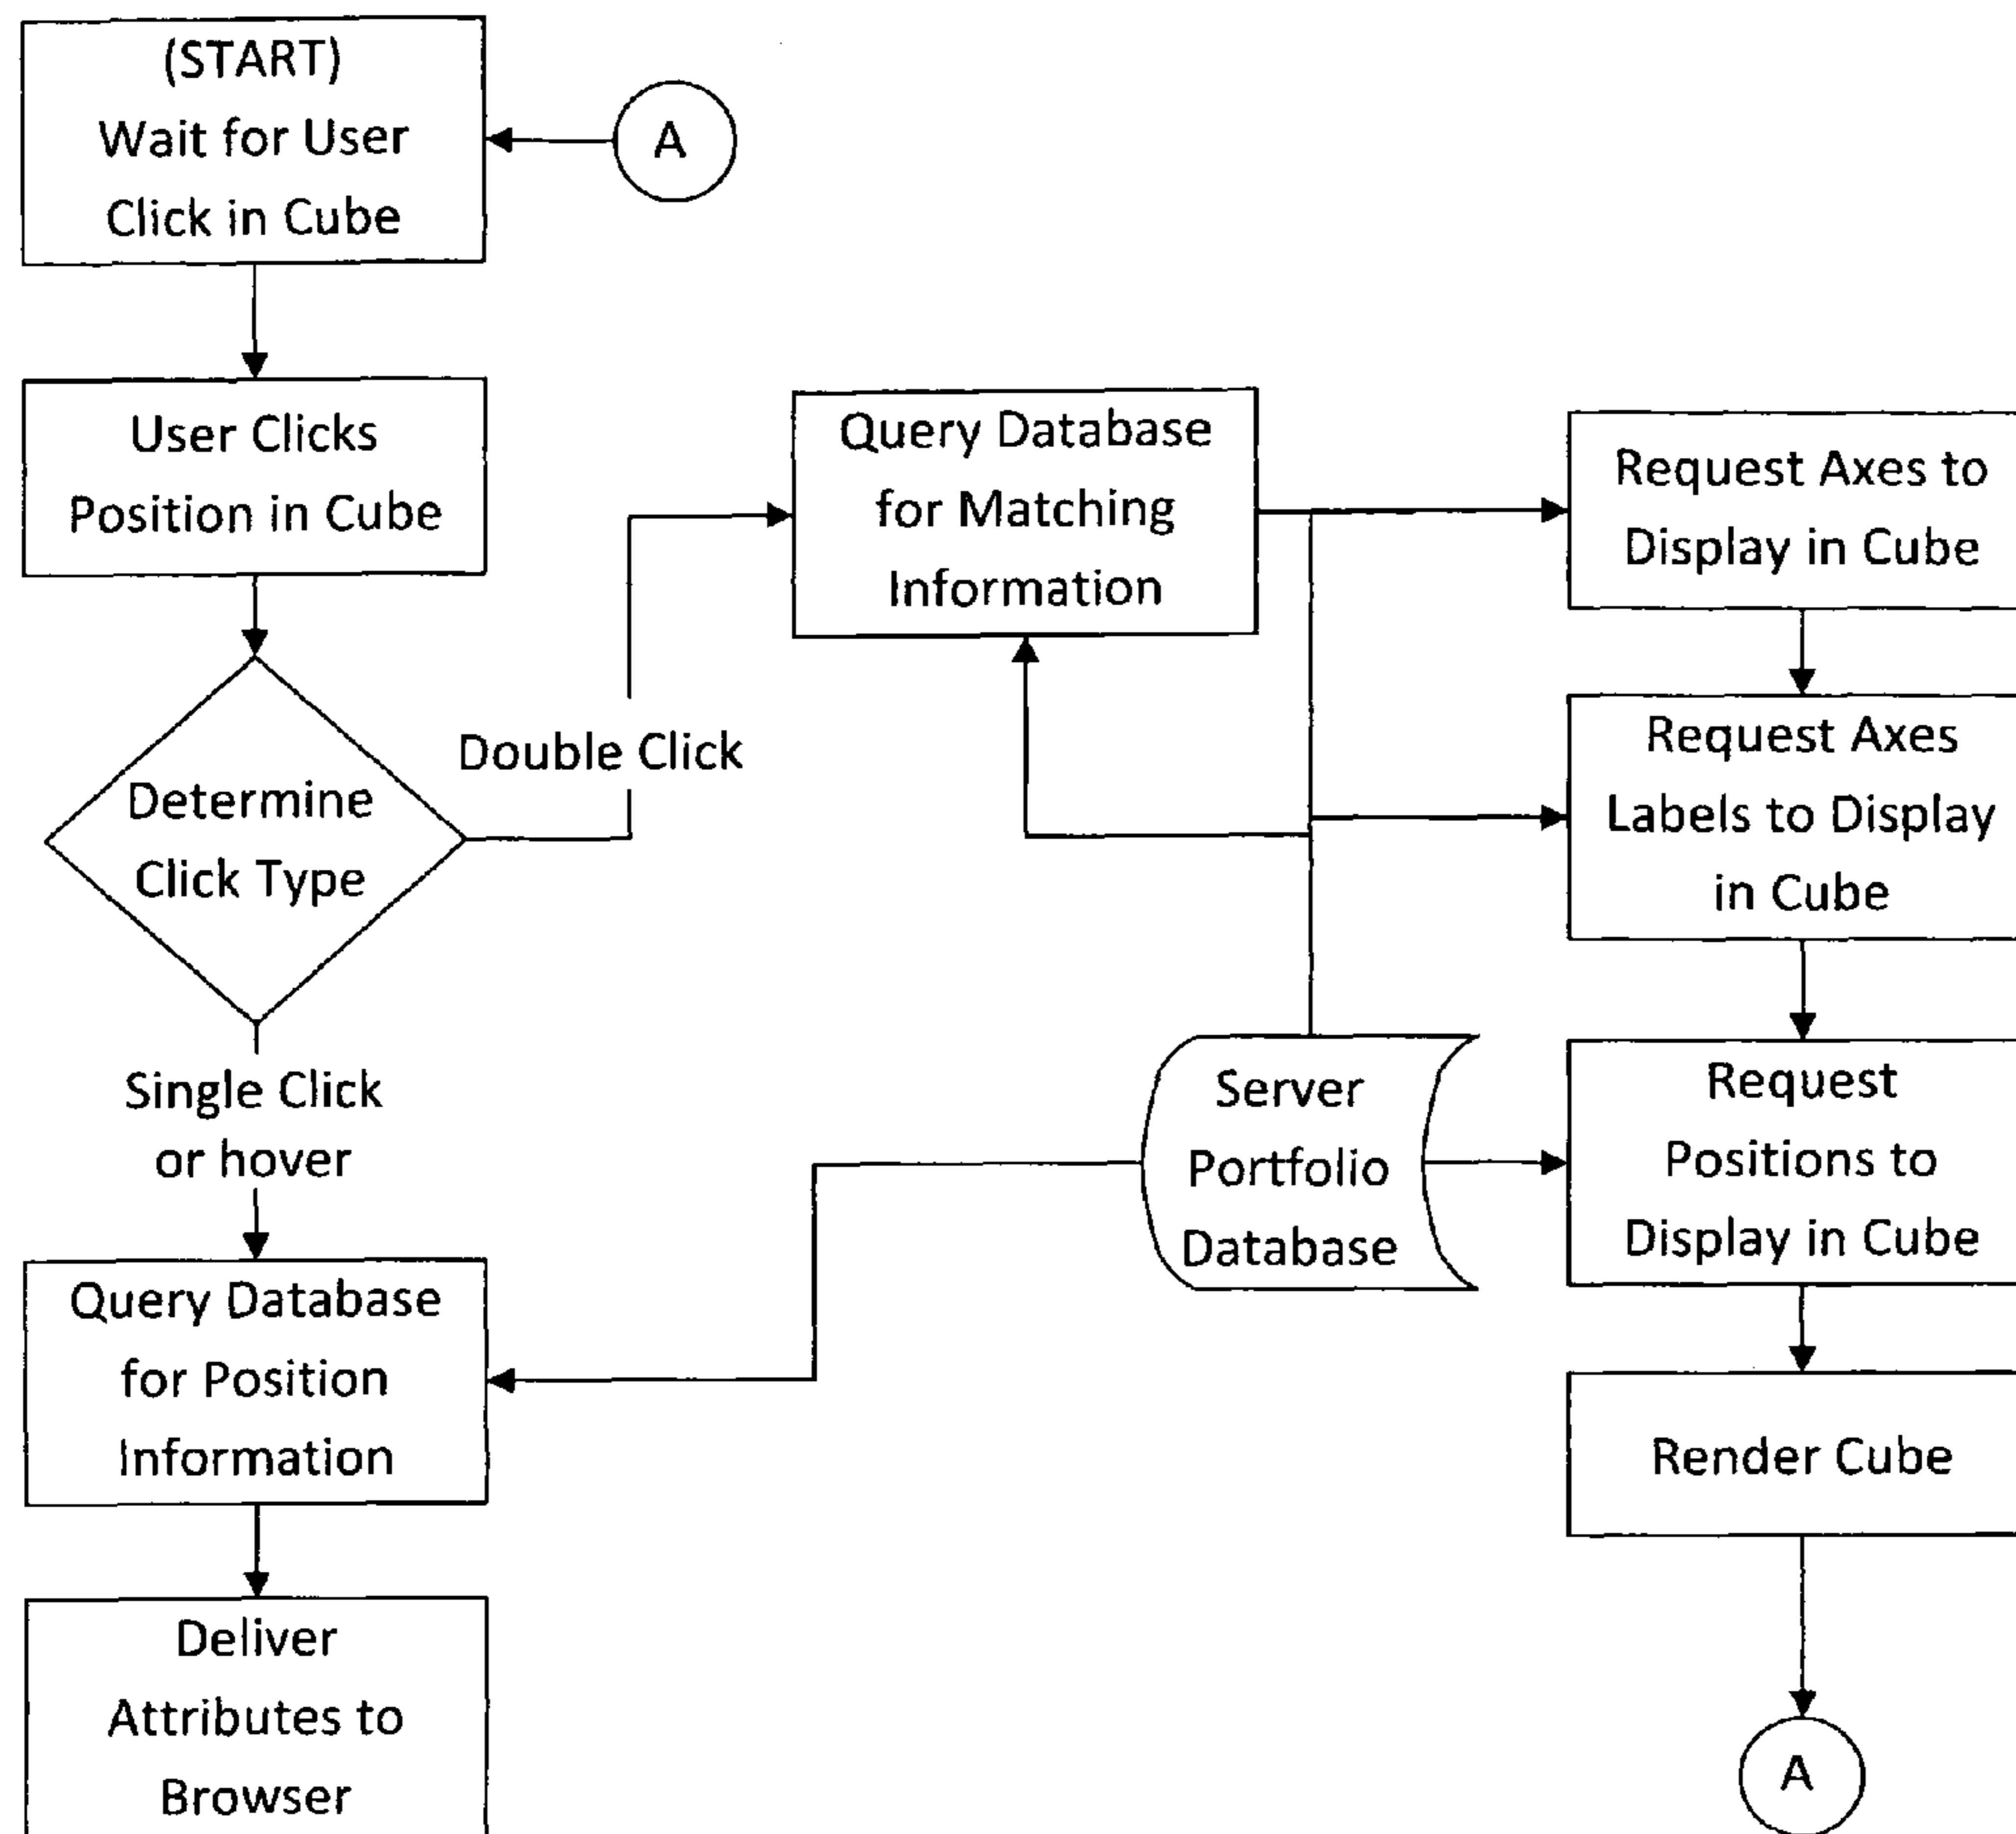 (START)
Wait for User
Click in Cube
A
User Clicks
Position in Cube
Determine
Click Type
Double Click
Query Database
for Matching
Information
Request Axes to
Display in Cube
Request Axes
Labels to Display
in Cube
Single Click
or hover
Server
Portfolio
Database
Request
Positions to
Display in Cube
Query Database
for Position
Information
Render Cube
Deliver
Attributes to
Browser
A